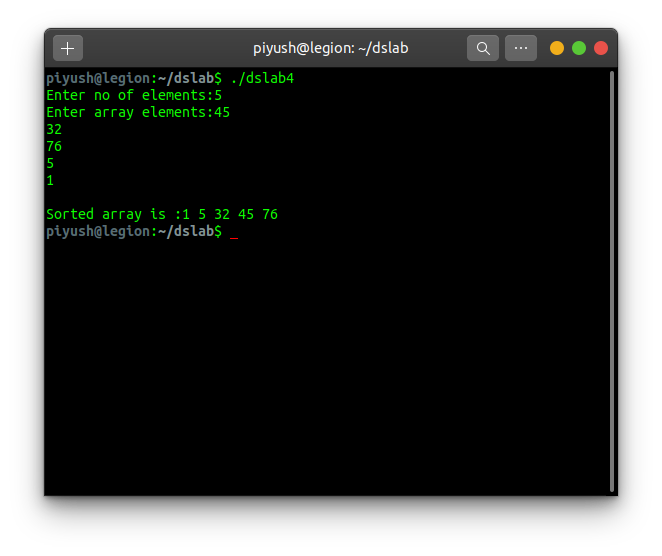 piyush@legion: ~/dslab
piyush@legion:~/dslab$ ./dslab4
Enter no of elements:5
Enter array elements:45
32
76
5
1
Sorted array is :1 5 32 45 76
piyush@legion:~/dslab$ _